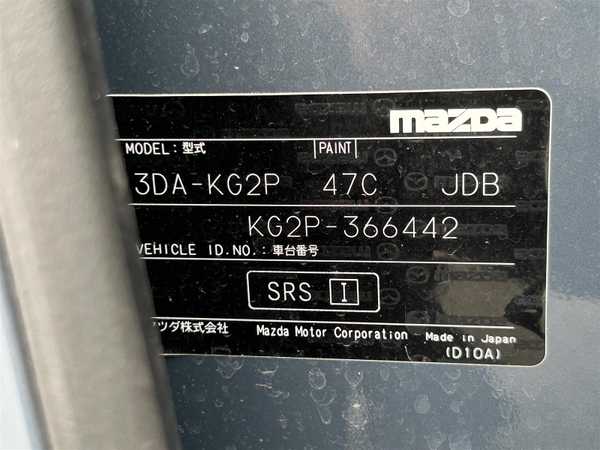 mazda
MODEL: 型式 PAINT
3DA-KG2P 47C JDB
KG2P-366442
VEHICLE ID.NO.: 車台番号
SRS I
マツダ株式会社 Mazda Motor Corporation Made in Japan
(D10A)